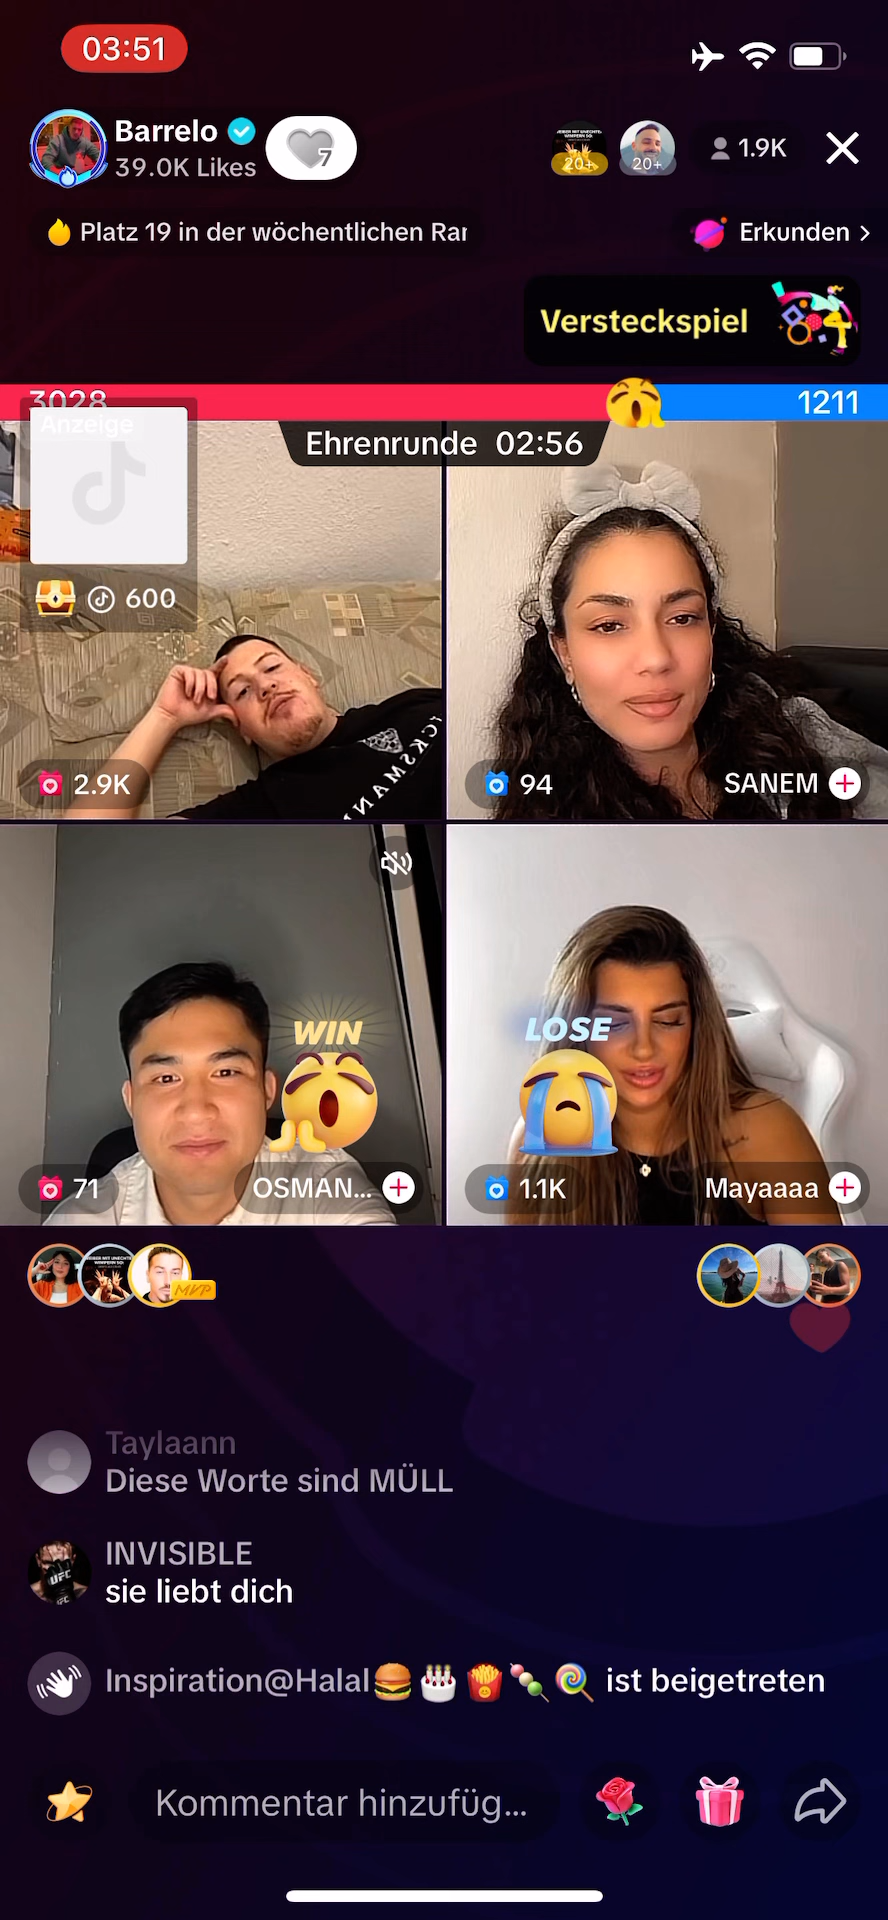 03:51
Barrelo
39.0K Likes
7
20+
20+
1.9K
Platz 19 in der wöchentlichen Rar
Erkunden >
Versteckspiel
3028
1211
Anzeige
Ehrenrunde 02:56
600
2.9K
94
SANEM
WIN
LOSE
71
OSMAN...
1.1K
Mayaaaa
MVP
Taylaann
Diese Worte sind MÜLL
INVISIBLE
sie liebt dich
Inspiration@Halal🍔🎂🍟🍡🍭 ist beigetreten
Kommentar hinzufüg...